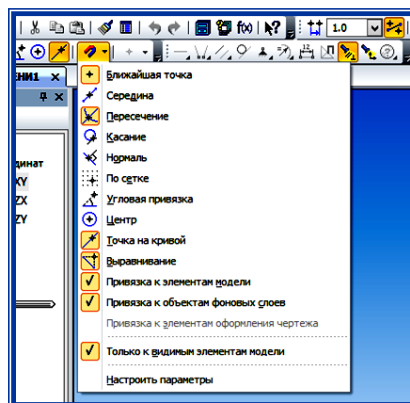 f(x)
1.0
ЕНИ1
Ближайшая точка
Середина
Пересечение
Касание
динат
Нормаль
XY
По сетке
ZX
Угловая привязка
ZY
Центр
Точка на кривой
Выравнивание
Привязка к элементам модели
Привязка к объектам фоновых слоев
Привязка к элементам оформления чертежа
Только к видимым элементам модели
Настроить параметры